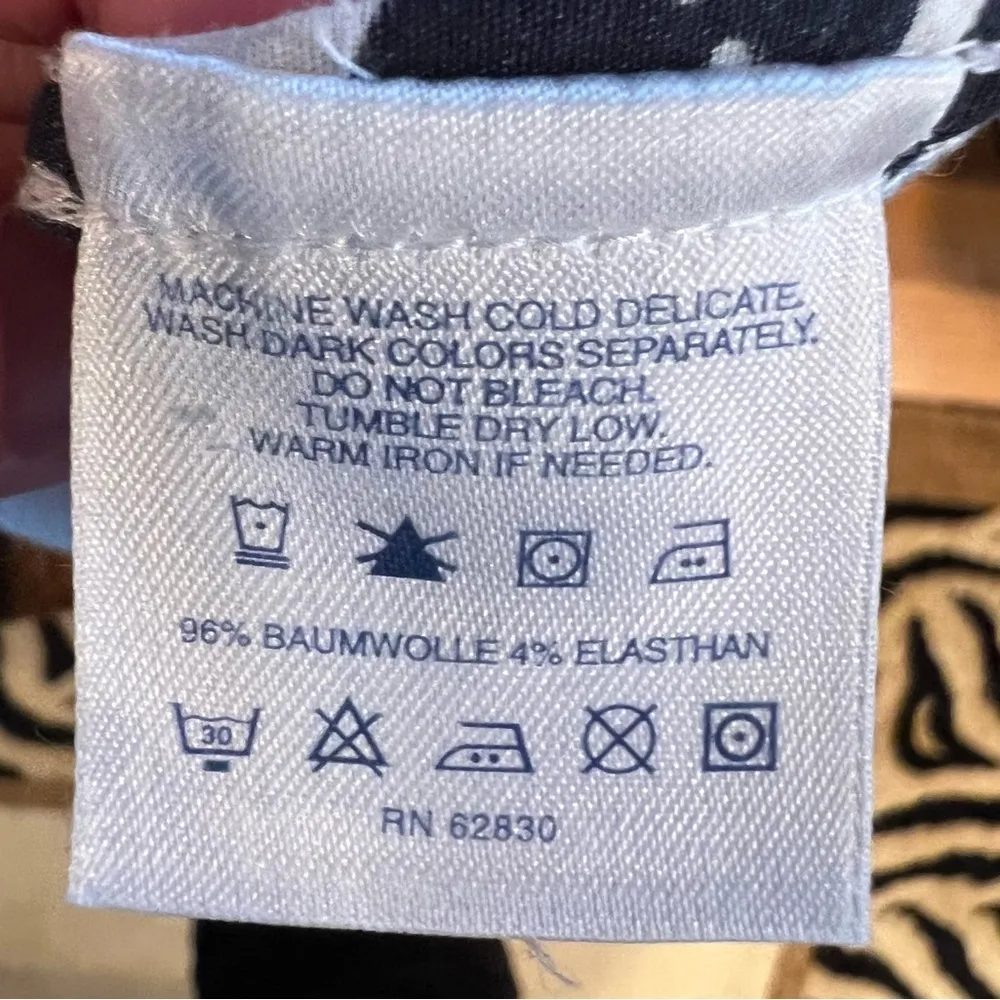 MACHINE WASH COLD DELICATE.
WASH DARK COLORS SEPARATELY.
DO NOT BLEACH.
TUMBLE DRY LOW.
WARM IRON IF NEEDED.
96% BAUMWOLLE 4% ELASTHAN
30
RN 62830